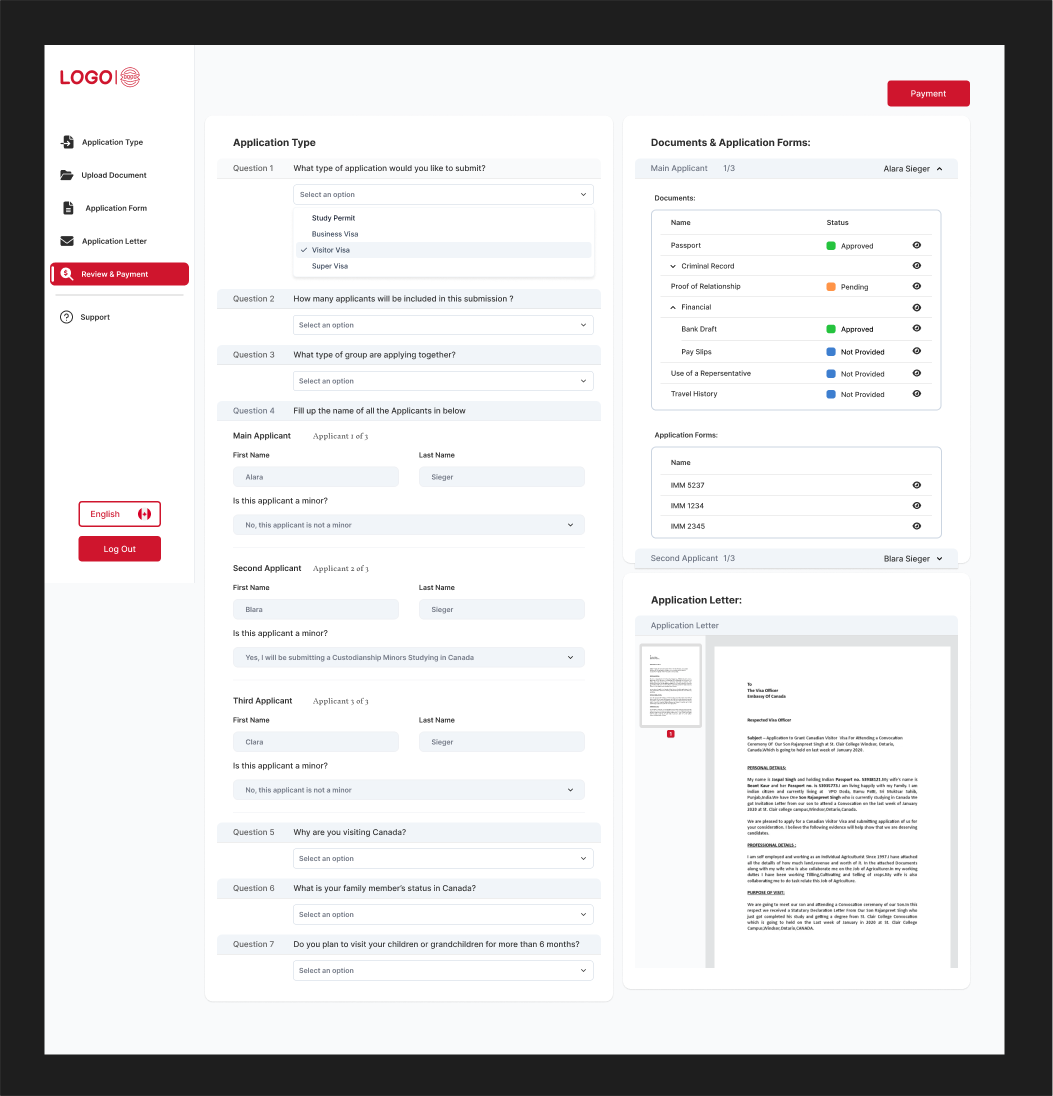 LOGO
Application Type
Upload Document
Application Form
Application Letter
Review & Payment
Support
English
Log Out
Payment
Application Type
Question 1 What type of application would you like to submit?
Select an option
Study Permit
Business Visa
Visitor Visa
Super Visa
Question 2 How many applicants will be included in this submission ?
Select an option
Question 3 What type of group are applying together?
Select an option
Question 4 Fill up the name of all the Applicants in below
Main Applicant Applicant 1 of 3
First Name Last Name
Alara Sieger
Is this applicant a minor?
No, this applicant is not a minor
Second Applicant Applicant 2 of 3
First Name Last Name
Blara Sieger
Is this applicant a minor?
Yes, I will be submitting a Custodianship Minors Studying in Canada
Third Applicant Applicant 3 of 3
First Name Last Name
Clara Sieger
Is this applicant a minor?
No, this applicant is not a minor
Question 5 Why are you visiting Canada?
Select an option
Question 6 What is your family member's status in Canada?
Select an option
Question 7 Do you plan to visit your children or grandchildren for more than 6 months?
Select an option
Documents & Application Forms:
Main Applicant 1/3 Alara Sieger
Documents:
Name Status
Passport Approved
Criminal Record
Proof of Relationship Pending
Financial
Bank Draft Approved
Pay Slips Not Provided
Use of a Repersentative Not Provided
Travel History Not Provided
Application Forms:
Name
IMM 5237
IMM 1234
IMM 2345
Second Applicant 1/3 Blara Sieger
Application Letter:
Application Letter
1
To
The Visa Officer
Embassy Of Canada
Respected Visa Officer
Subject :-Application to Grant Canadian Visitor Visa For Attending a Convocation
Ceremony Of Our Son Rajanpreet Singh at St. Clair College Windsor, Ontario,
Canada.Which is going to held on last week of January 2020.
PERSONAL DETAILS:
My name is Jaspal Singh and holding Indian Passport no. My wife's name is
Beant Kaur and her Passport no. is I am living happily with my Family. I am
indian citizen and currently living at VPO Doda, Ramu Patti, Sri Muktsar Sahib,
Punjab,India.We have One Son Rajanpreet Singh who is currently studying in Canada We
got Invitation Letter from our son to attend a Convocation on the last week of January
2020 at St. Clair college campus,Windsor,Ontario,Canada.
We are pleased to apply for a Canadian Visitor Visa and submitting application of us for
your consideration. I believe the following evidence will help show that we are deserving
candidates.
PROFESSIONAL DETAILS :
I am self employed and working as an Individual Agriculturist Since 1997.I have attached
all the details of how much land,revenue and worth of it. In the attached Documents
along with my wife who is also collaborate me on the Job of Agriculture.In my working
duties I have been working Tilling,Cultivating and Selling of crops.My wife is also
collaborating me to do task relate this Job of Agriculture.
PURPOSE OF VISIT:
We are going to meet our son and attending a Convocation ceremony of our Son.In this
respect we received a Statutory Declaration Letter From Our Son Rajanpreet Singh who
just got completed his study and getting a degree from St. Clair College Convocation
which is going to held on the Last week of January in 2020 at St. Clair College
Campus,Windsor,Ontario,CANADA.